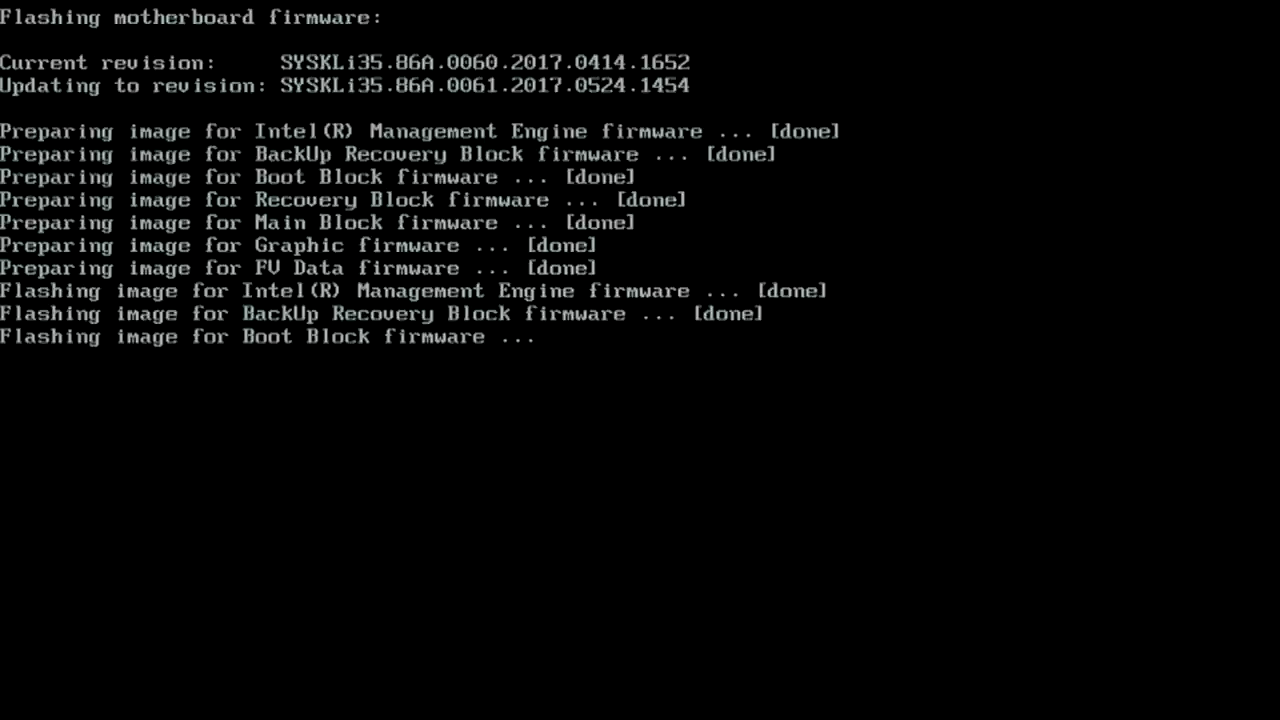 Flashing motherboard firmware:
Current revision: SYSKLi35.86A.0060.2017.0414.1652
Updating to revision: SYSKLi35.86A.0061.2017.0524.1454
Preparing image for Intel(R) Management Engine firmware ... [done]
Preparing image for BackUp Recovery Block firmware ... [done]
Preparing image for Boot Block firmware ... [done]
Preparing image for Recovery Block firmware ... [done]
Preparing image for Main Block firmware ... [done]
Preparing image for Graphic firmware ... [done]
Preparing image for FV Data firmware ... [done]
Flashing image for Intel(R) Management Engine firmware ... [done]
Flashing image for BackUp Recovery Block firmware ... [done]
Flashing image for Boot Block firmware ...